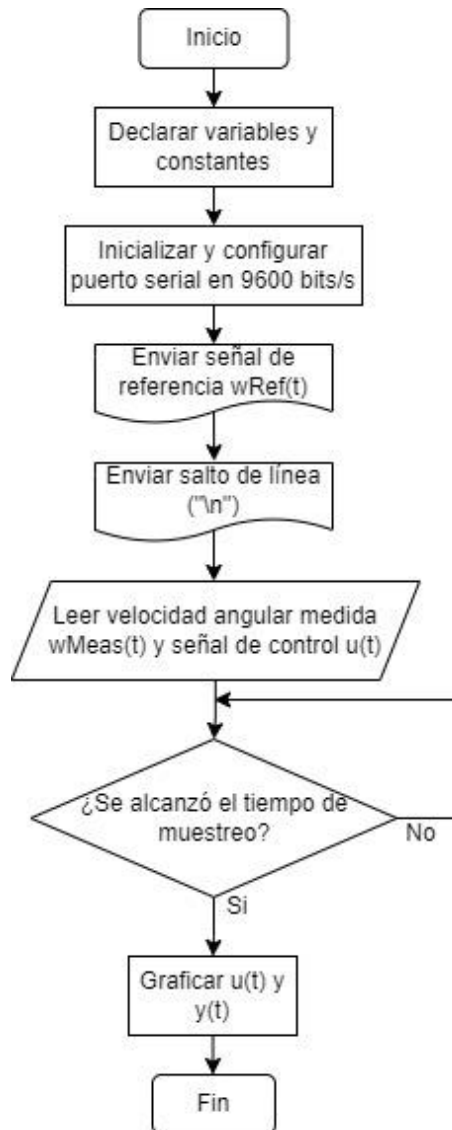 Inicio
Declarar variables y
constantes
Inicializar y configurar
puerto serial en 9600 bits/s
Enviar señal de
referencia wRef(t)
Enviar salto de línea
("\n")
Leer velocidad angular medida
wMeas(t) y señal de control u(t)
¿Se alcanzó el tiempo de
muestreo?
No
Si
Graficar u(t) y
y(t)
Fin